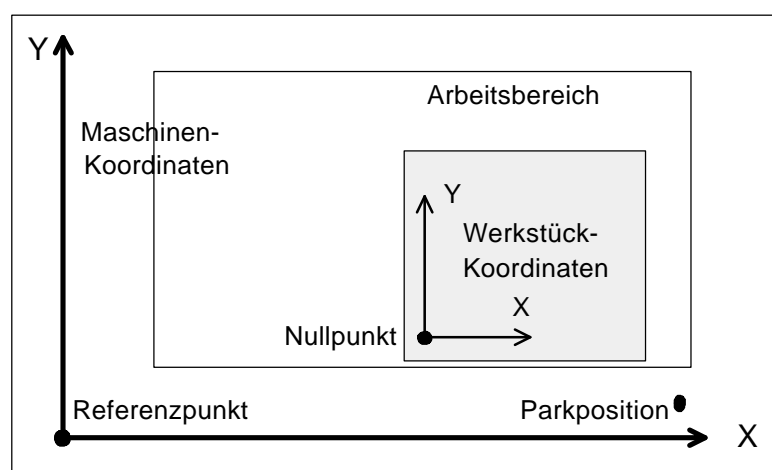 Y
Arbeitsbereich
Maschinen-
Koordinaten
Y
Werkstück-
Koordinaten
X
Nullpunkt
Referenzpunkt
Parkposition
X